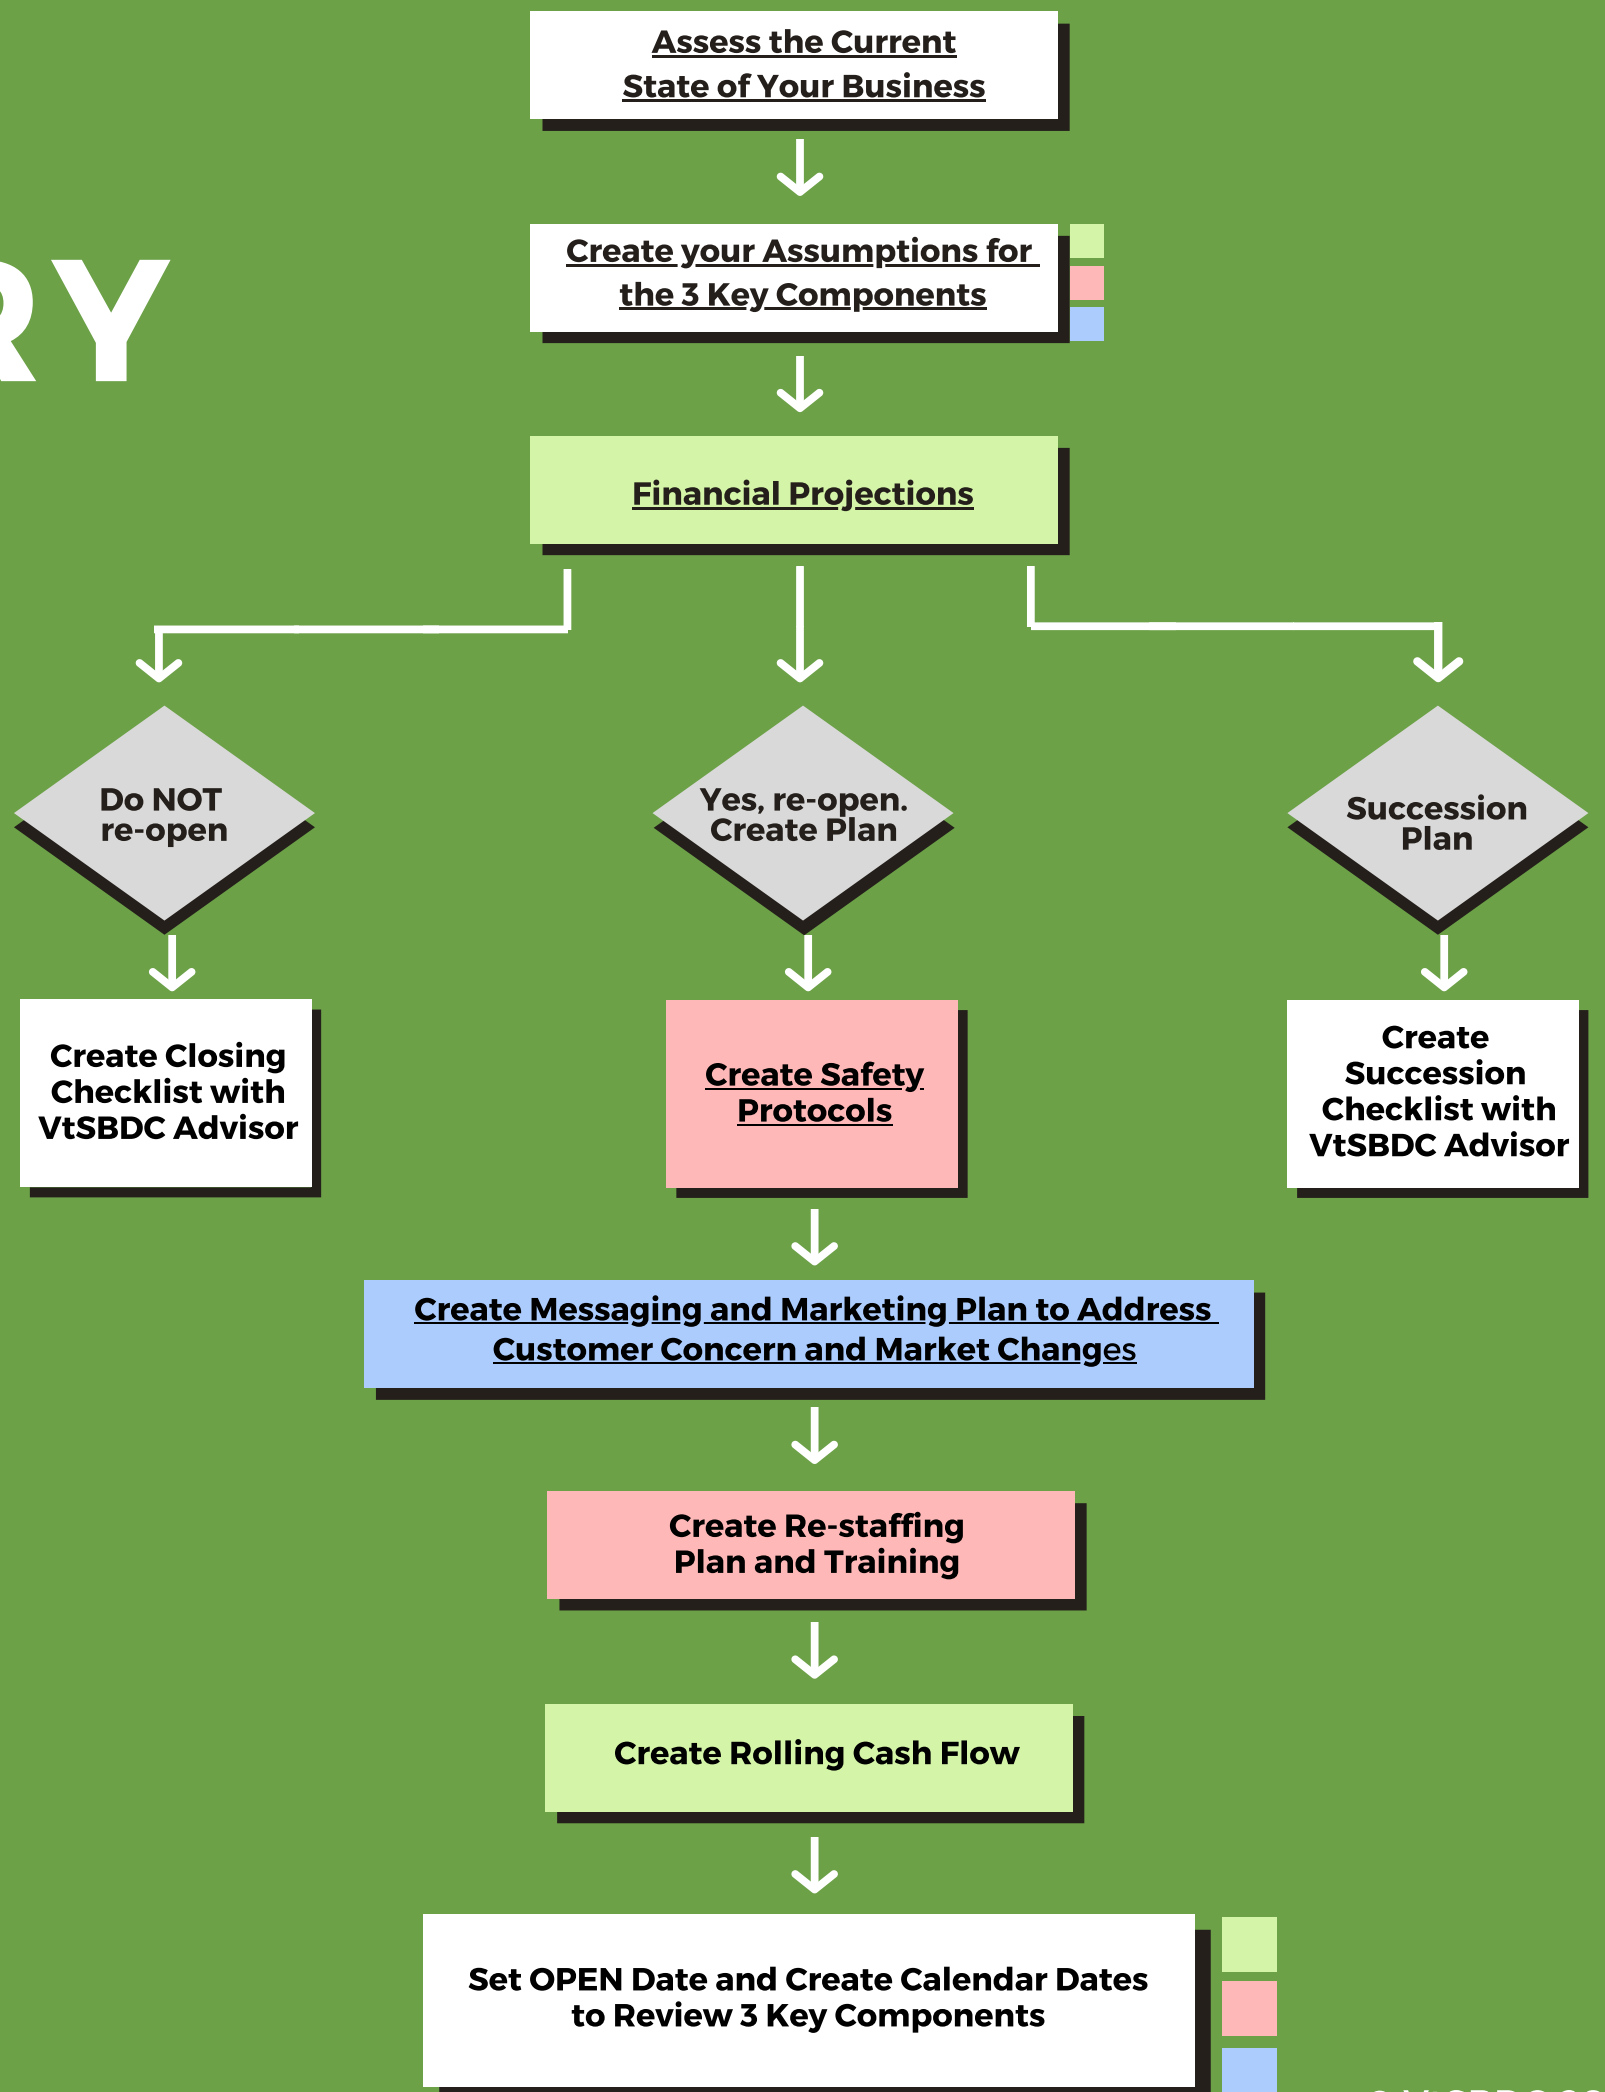 Assess the Current
State of Your Business
Create your Assumptions for
the 3 Key Components
RY
Financial Projections
Do NOT
re-open
Yes, re-open.
Create Plan
Succession
Plan
Create Closing
Checklist with
VtSBDC Advisor
Create Safety
Protocols
Create
Succession
Checklist with
VtSBDC Advisor
Create Messaging and Marketing Plan to Address
Customer Concern and Market Changes
Create Re-staffing
Plan and Training
Create Rolling Cash Flow
Set OPEN Date and Create Calendar Dates
to Review 3 Key Components